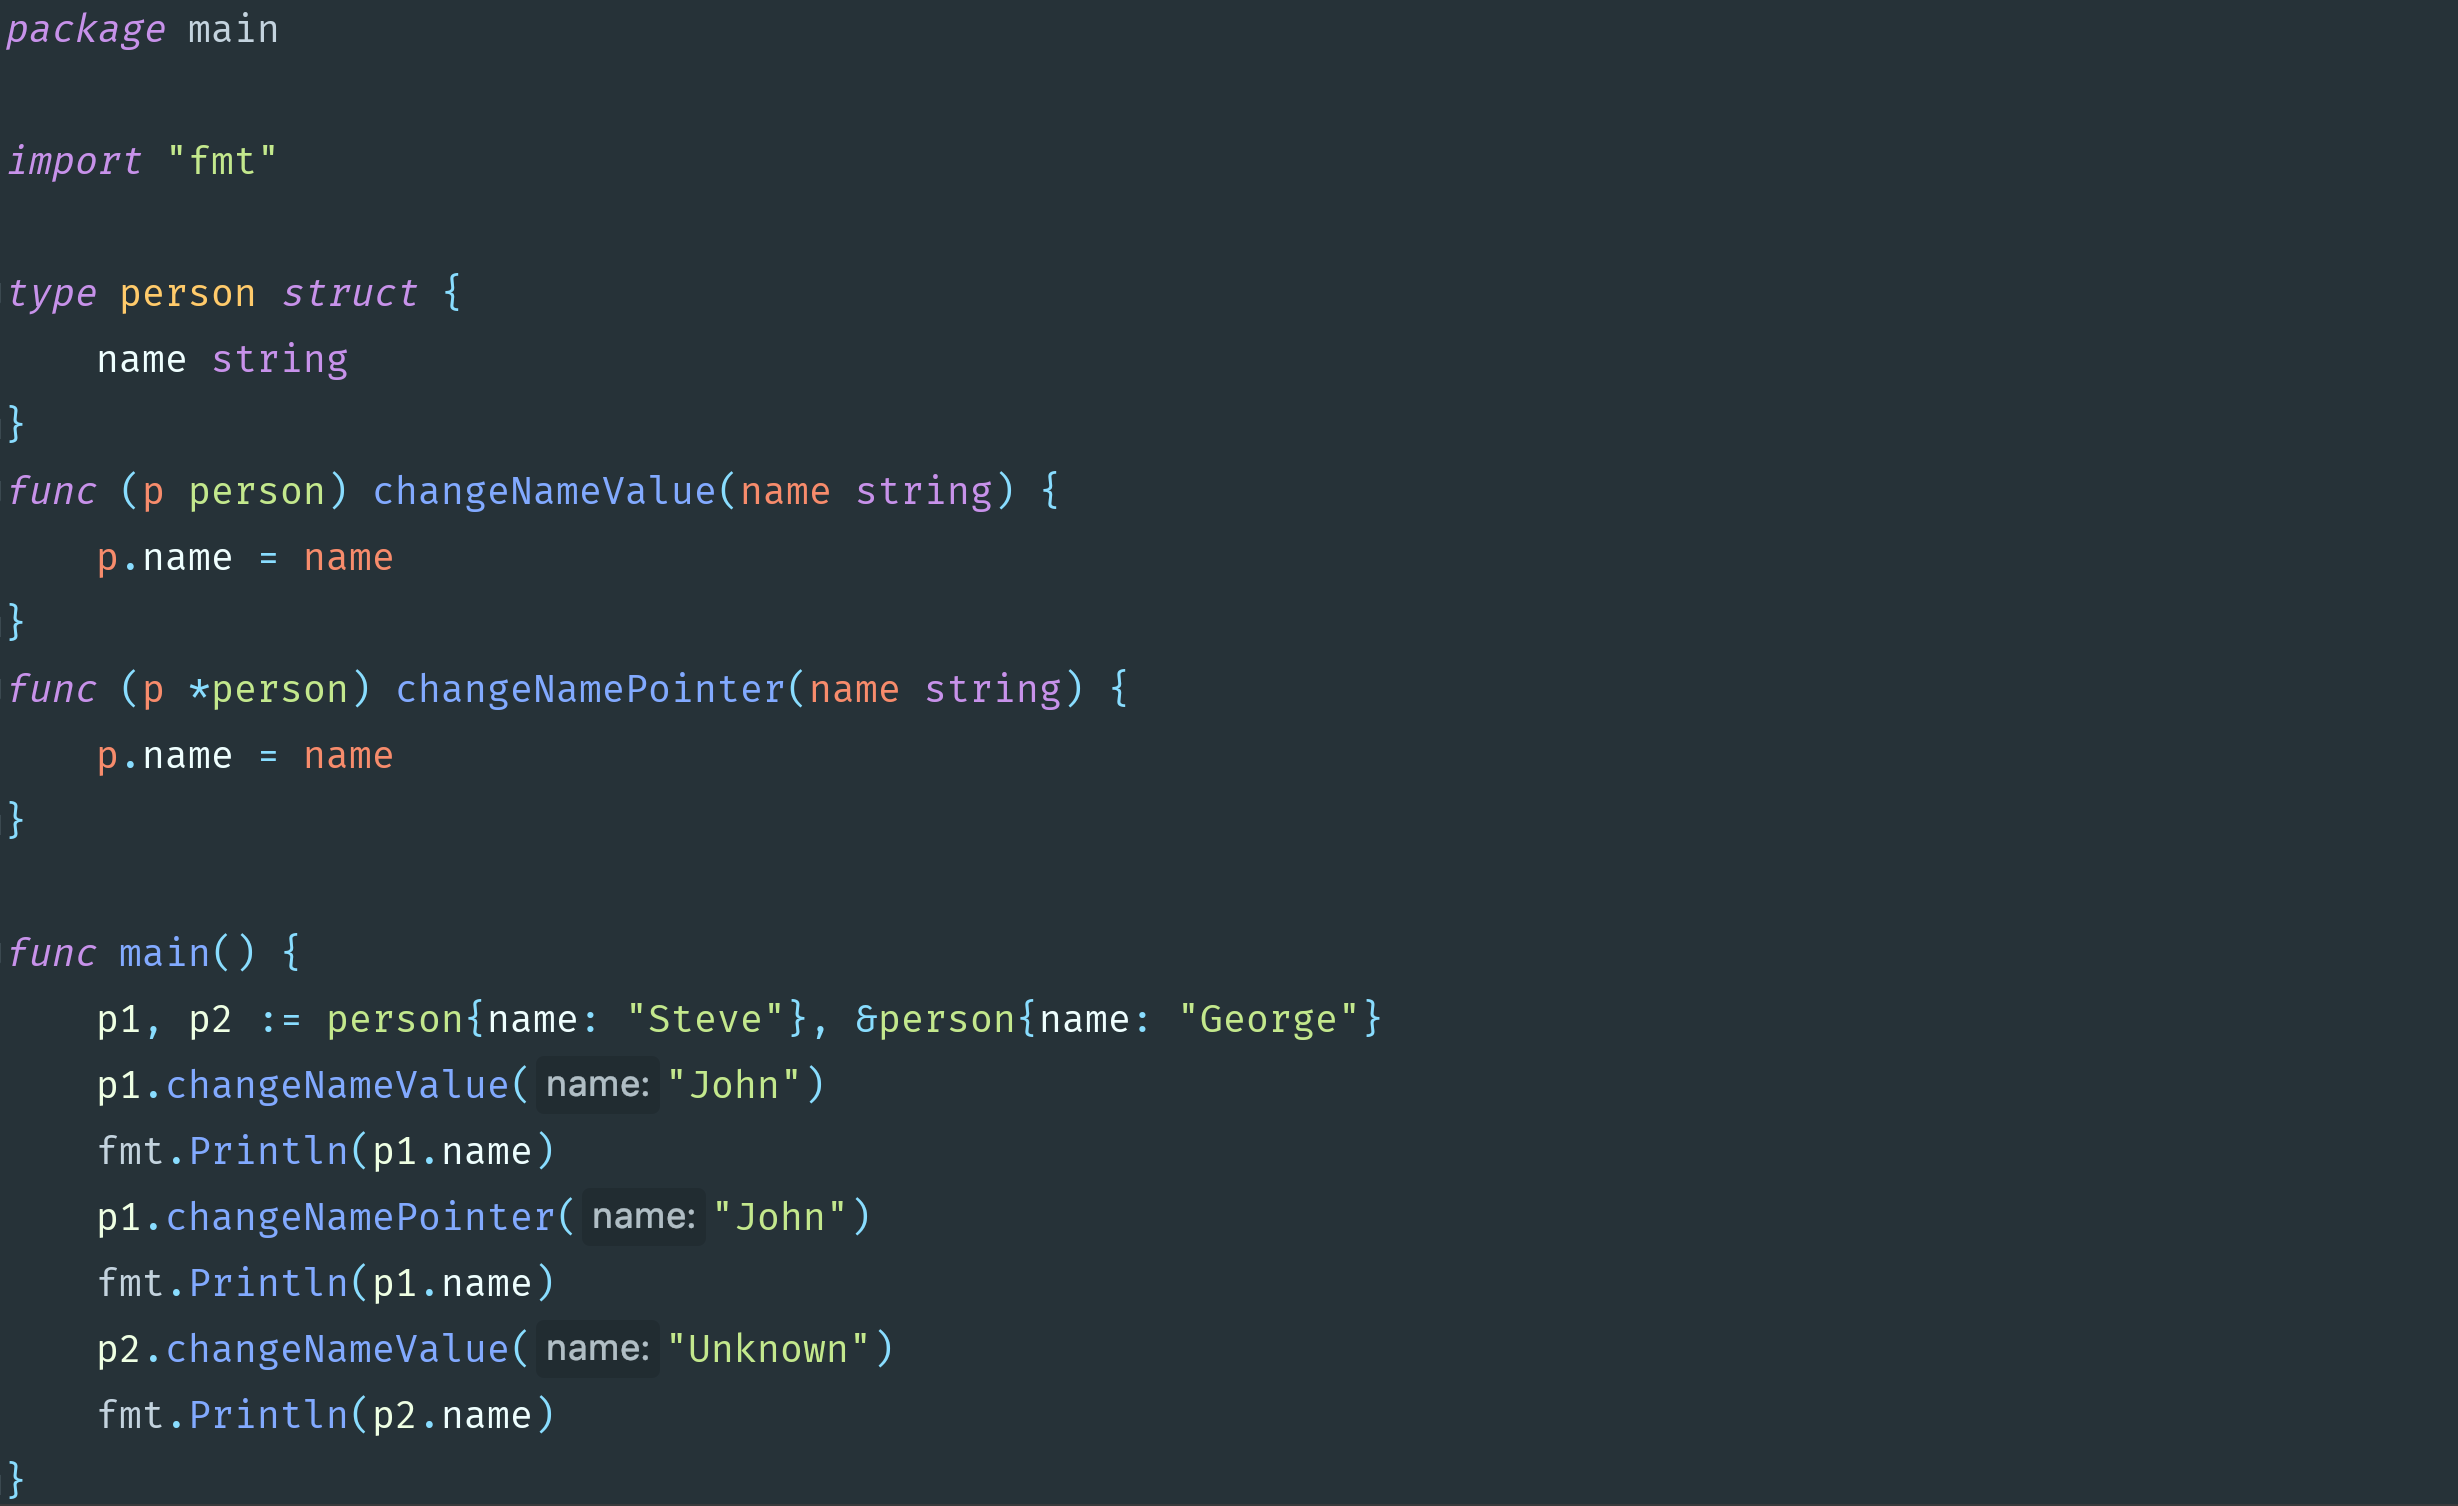 package main
import "fmt"
type person struct {
    name string
}
func (p person) changeNameValue(name string) {
    p.name = name
}
func (p *person) changeNamePointer(name string) {
    p.name = name
}
func main() {
    p1, p2 := person{name: "Steve"}, &person{name: "George"}
    p1.changeNameValue( name: "John")
    fmt.Println(p1.name)
    p1.changeNamePointer( name: "John")
    fmt.Println(p1.name)
    p2.changeNameValue( name: "Unknown")
    fmt.Println(p2.name)
}